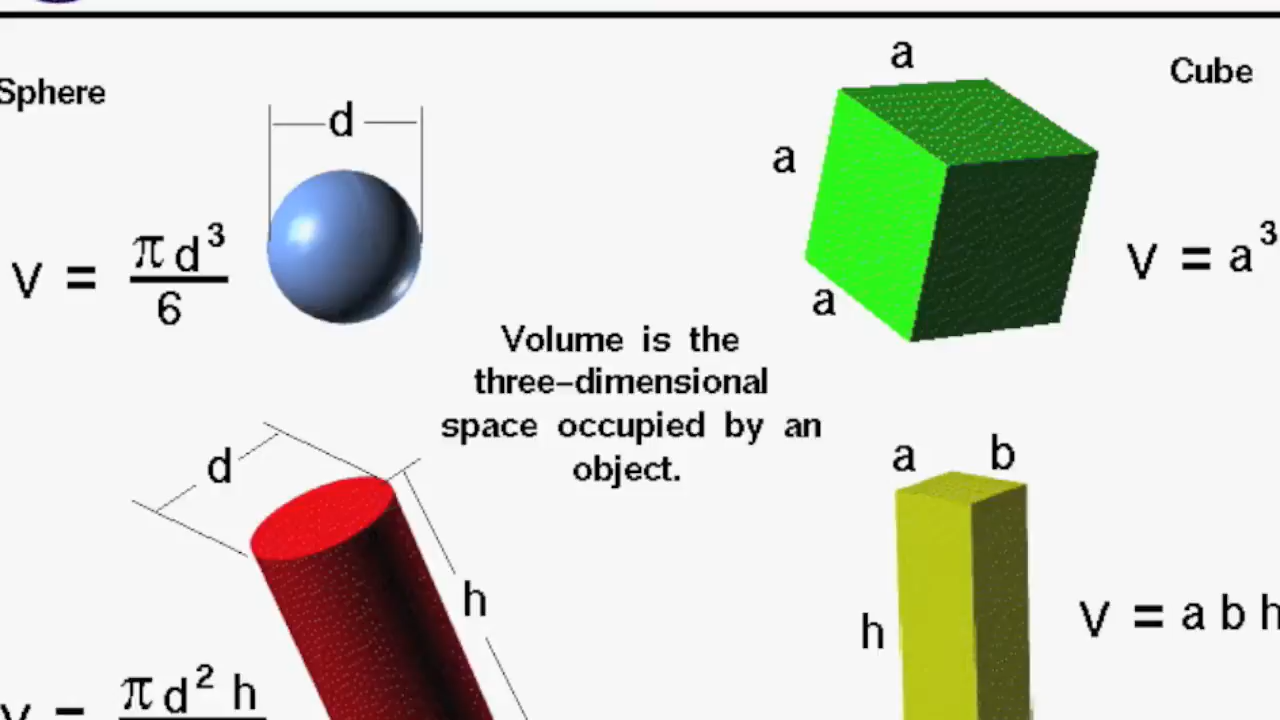 Sphere
d
V = πd³/6
a
a
a
Cube
V = a³
Volume is the
three-dimensional
space occupied by an
object.
d
h
V = πd² h
a b
h
V = a b h